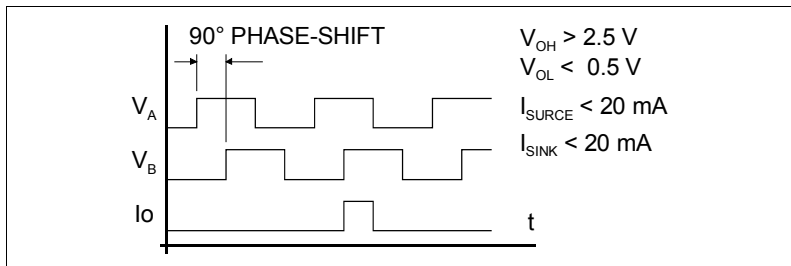 90° PHASE-SHIFT
V_OH > 2.5 V
V_OL < 0.5 V
V_A
I_SURCE < 20 mA
V_B
I_SINK < 20 mA
Io
t